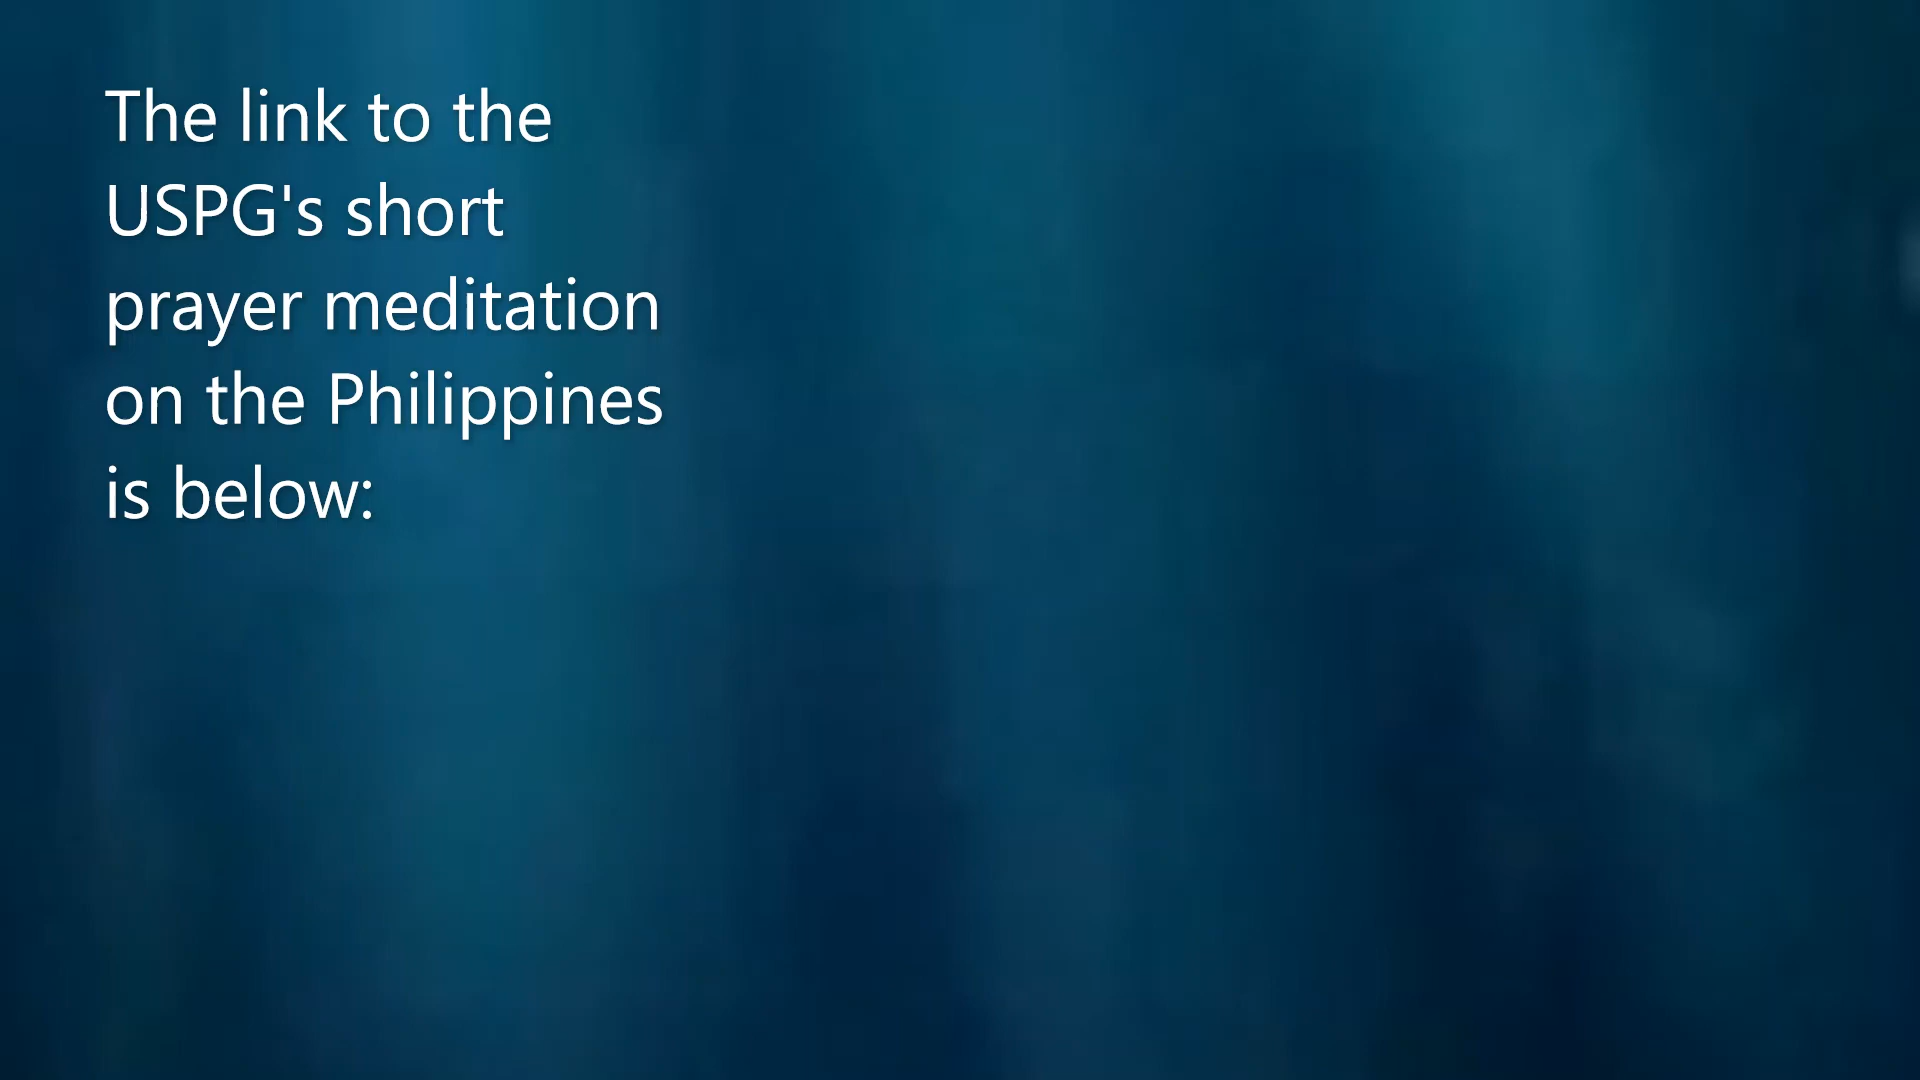 The link to the
USPG's short
prayer meditation
on the Philippines
is below: